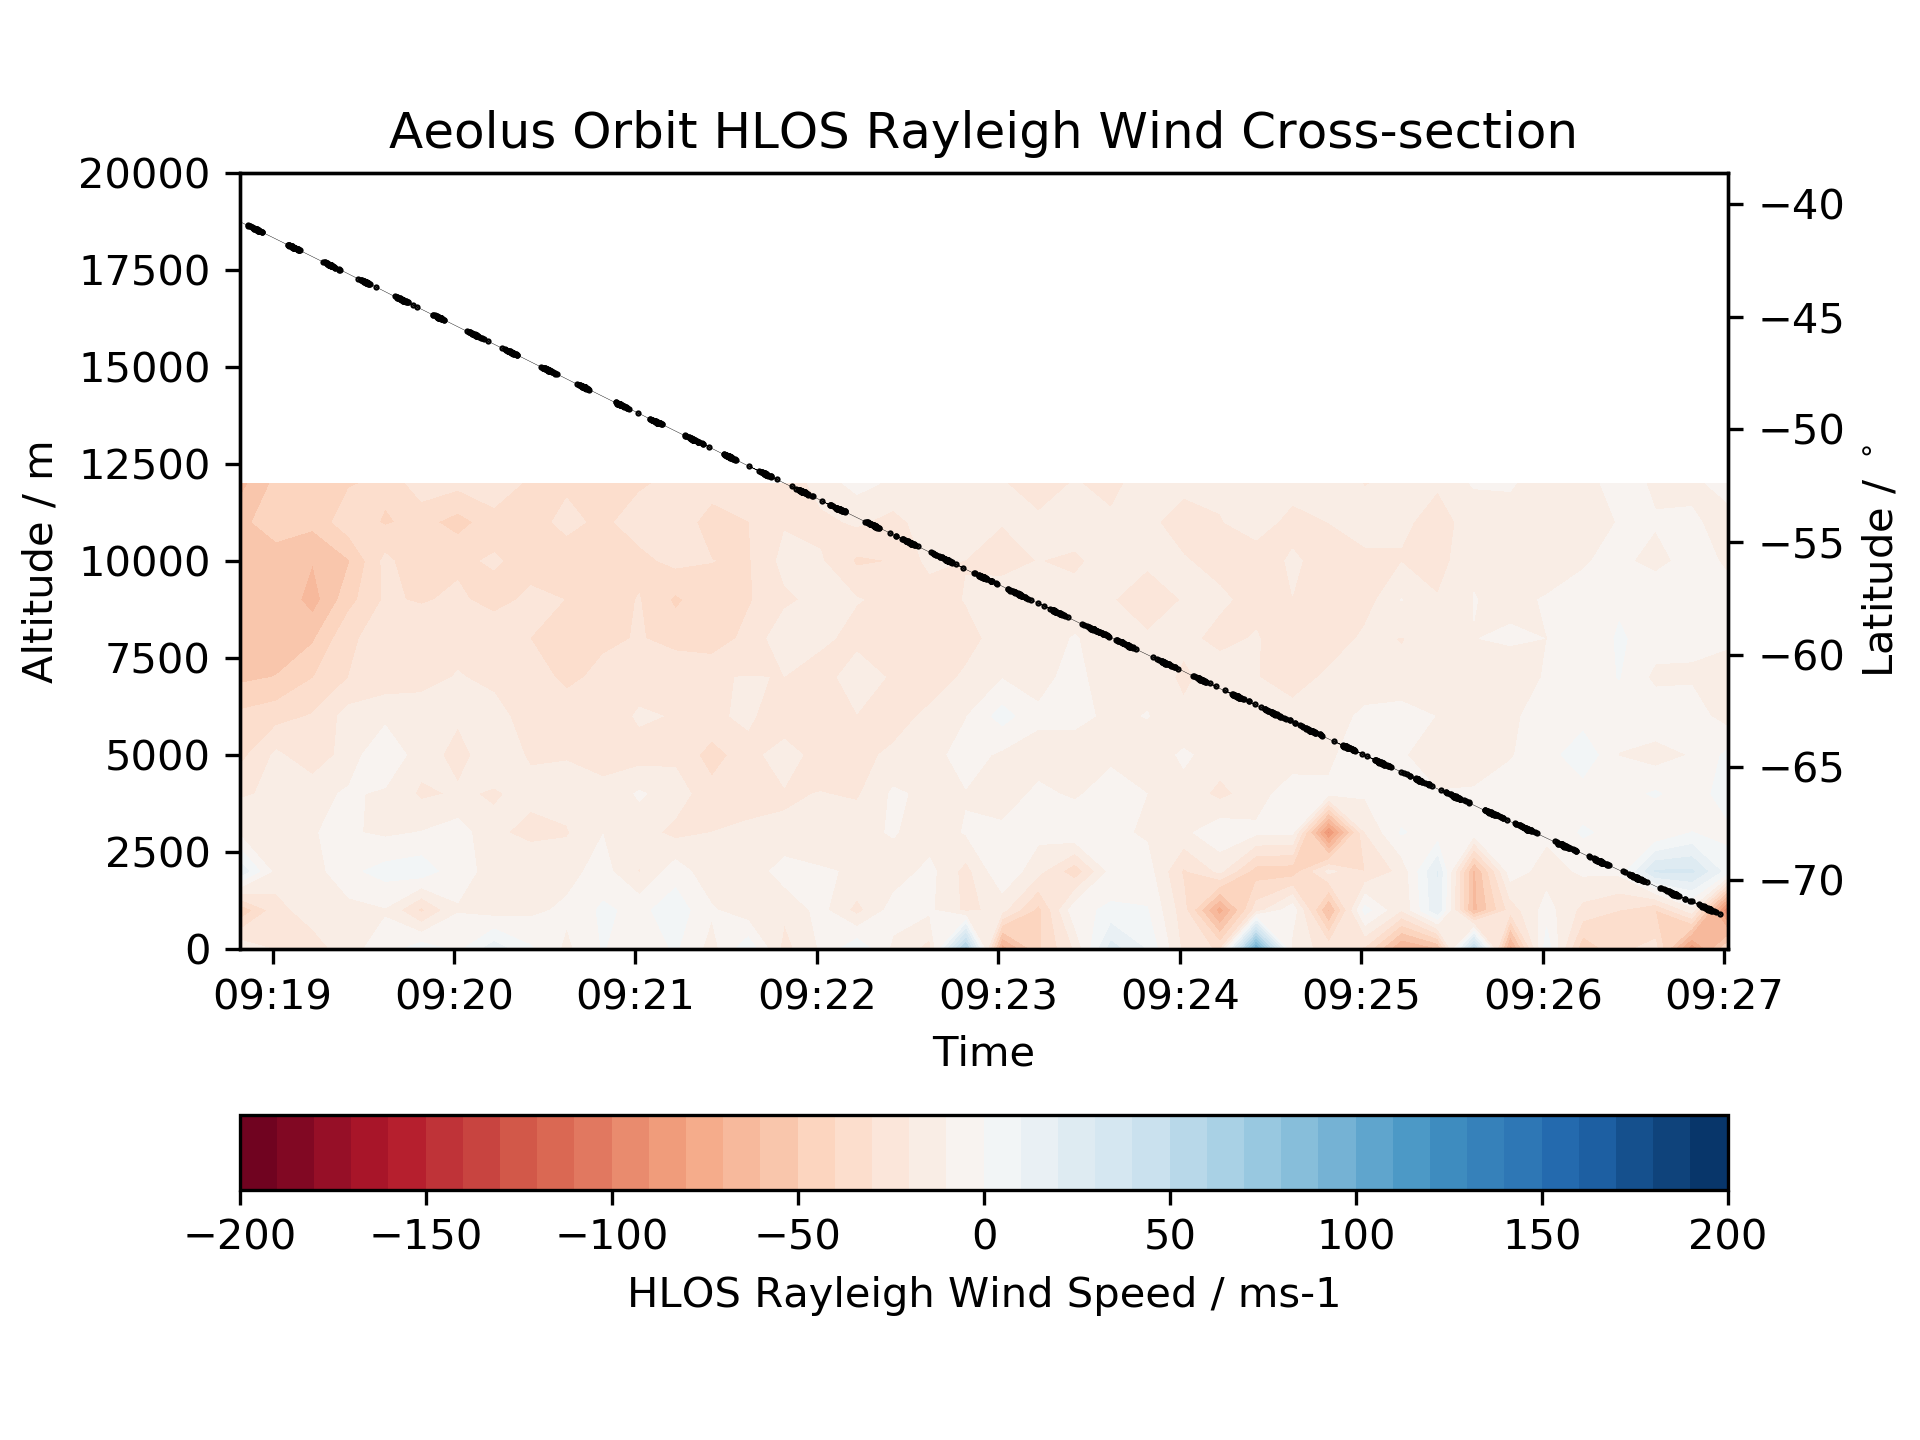 Aeolus Orbit HLOS Rayleigh Wind Cross-section
20000
17500
15000
12500
10000
7500
5000
2500
0
Altitude / m
−40
−45
−50
−55
−60
−65
−70
Latitude / °
09:19 09:20 09:21 09:22 09:23 09:24 09:25 09:26 09:27
Time
−200 −150 −100 −50 0 50 100 150 200
HLOS Rayleigh Wind Speed / ms-1